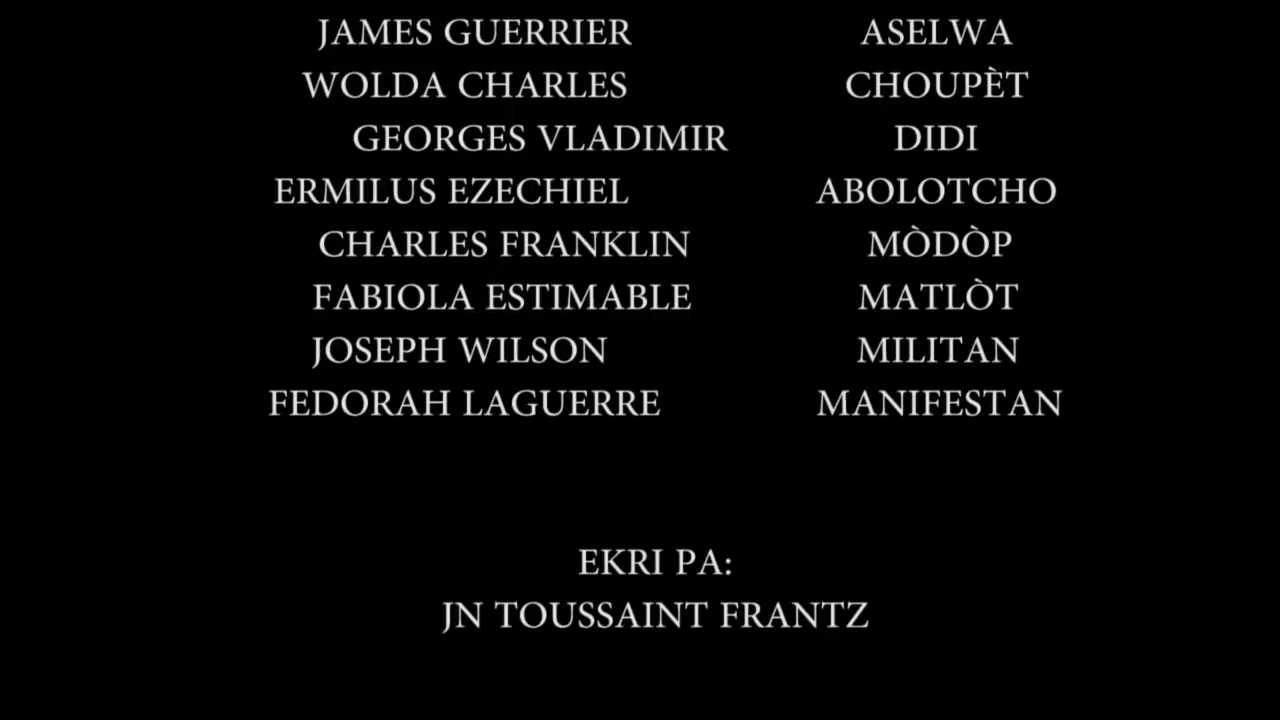 JAMES GUERRIER ASELWA
WOLDA CHARLES CHOUPÈT
GEORGES VLADIMIR DIDI
ERMILUS EZECHIEL ABOLOTCHO
CHARLES FRANKLIN MÒDÒP
FABIOLA ESTIMABLE MATLÒT
JOSEPH WILSON MILITAN
FEDORAH LAGUERRE MANIFESTAN
EKRI PA:
JN TOUSSAINT FRANTZ